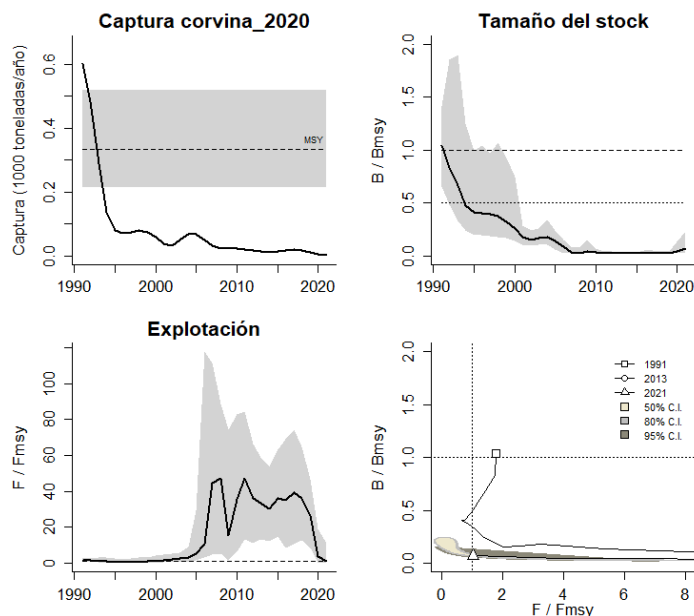 Captura corvina_2020
Captura (1000 toneladas/año)
0.6
0.4
0.2
0.0
MSY
1990 2000 2010 2020
Tamaño del stock
B / Bmsy
2.0
1.5
1.0
0.5
0.0
1990 2000 2010 2020
Explotación
F / Fmsy
100
80
60
40
20
0
1990 2000 2010 2020
B / Bmsy
2.0
1.5
1.0
0.5
0.0
1991
2013
2021
50% C.I.
80% C.I.
95% C.I.
0 2 4 6 8
F / Fmsy